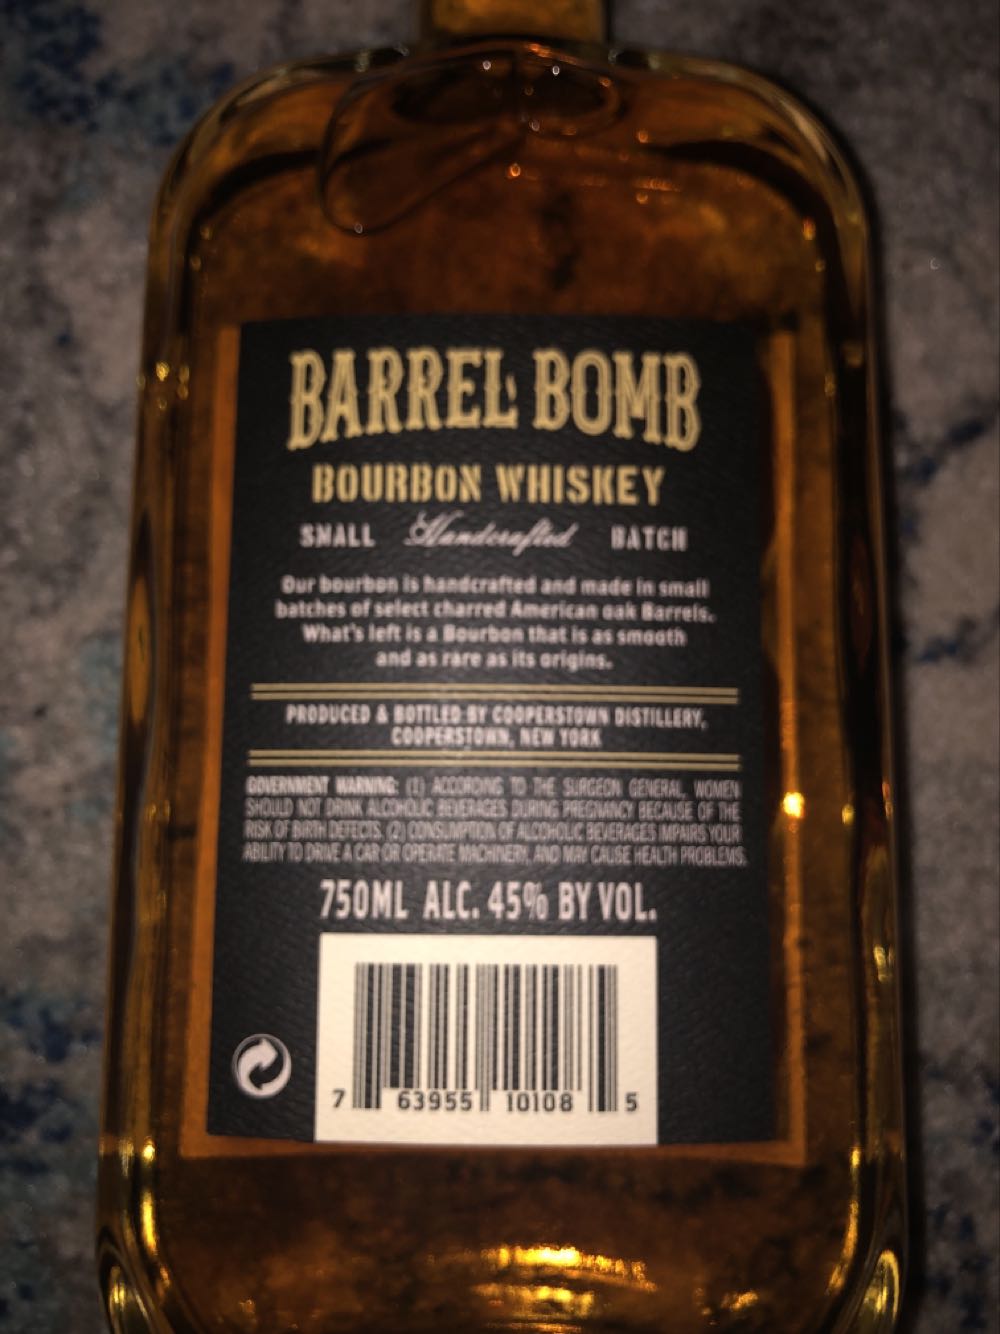 BARREL BOMB
BOURBON WHISKEY
SMALL Handcrafted BATCH
Our bourbon is handcrafted and made in small
batches of select charred American oak Barrels.
What's left is a Bourbon that is as smooth
and as rare as its origins.
PRODUCED & BOTTLED BY COOPERSTOWN DISTILLERY,
COOPERSTOWN, NEW YORK
GOVERNMENT WARNING: (1) ACCORDING TO THE SURGEON GENERAL, WOMEN
SHOULD NOT DRINK ALCOHOLIC BEVERAGES DURING PREGNANCY BECAUSE OF THE
RISK OF BIRTH DEFECTS. (2) CONSUMPTION OF ALCOHOLIC BEVERAGES IMPAIRS YOUR
ABILITY TO DRIVE A CAR OR OPERATE MACHINERY, AND MAY CAUSE HEALTH PROBLEMS.
750ML ALC. 45% BY VOL.
7 63955 10108 5